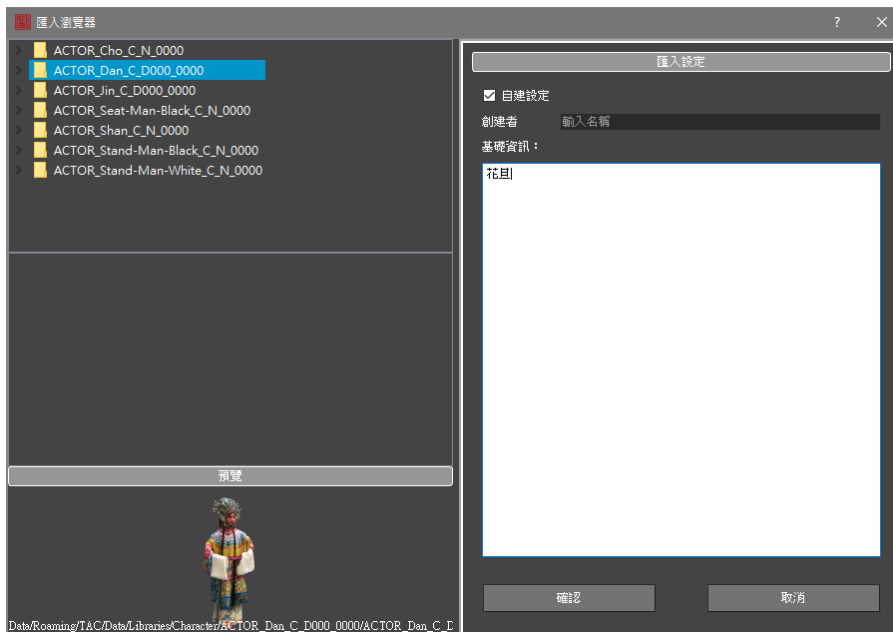 匯入瀏覽器
?
ACTOR_Cho_C_N_0000
ACTOR_Dan_C_D000_0000
ACTOR_Jin_C_D000_0000
ACTOR_Seat-Man-Black_C_N_0000
ACTOR_Shan_C_N_0000
ACTOR_Stand-Man-Black_C_N_0000
ACTOR_Stand-Man-White_C_N_0000
預覽
Data/Roaming/TAC/Data/Libraries/Character/ACTOR_Dan_C_D000_0000/ACTOR_Dan_C_D
匯入設定
自建設定
創建者 輸入名稱
基礎資訊：
花旦
確認
取消